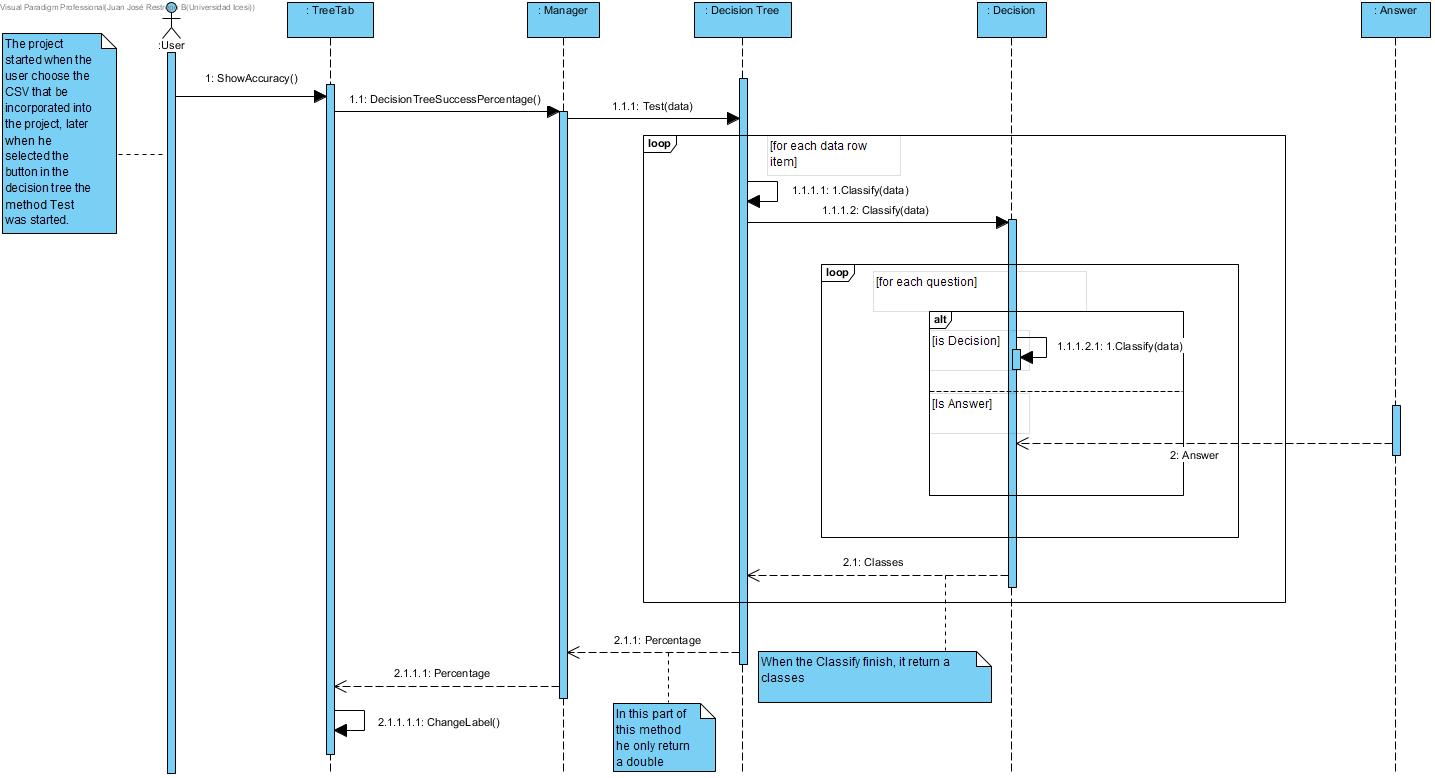 Visual Paradigm Professional(Juan José Restrepo B(Universidad Icesi))
: TreeTab
: Manager
: Decision Tree
: Decision
: Answer
:User
The project
started when the
user choose the
CSV that be
incorporated into
the project, later
when he
selected the
button in the
decision tree the
method Test
was started.
1: ShowAccuracy()
1.1: DecisionTreeSuccessPercentage()
1.1.1: Test(data)
loop
[for each data row
item]
1.1.1.1: 1.Classify(data)
1.1.1.2: Classify(data)
loop
[for each question]
alt
[is Decision]
1.1.1.2.1: 1.Classify(data)
[Is Answer]
2: Answer
2.1: Classes
2.1.1: Percentage
When the Classify finish, it return a
classes
2.1.1.1: Percentage
In this part of
this method
he only return
a double
2.1.1.1.1: ChangeLabel()